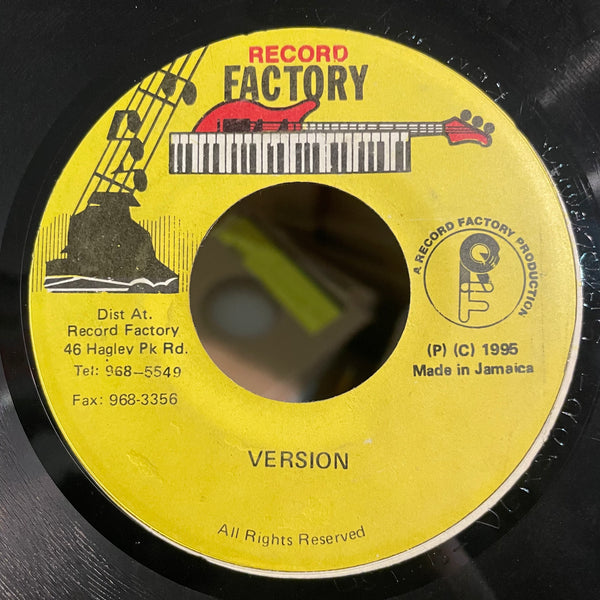 RECORD
FACTORY
A RECORD FACTORY PRODUCTION
RF
Dist At.
Record Factory
46 Haglev Pk Rd.
Tel: 968-5549
Fax: 968-3356
(P) (C) 1995
Made in Jamaica
VERSION
All Rights Reserved